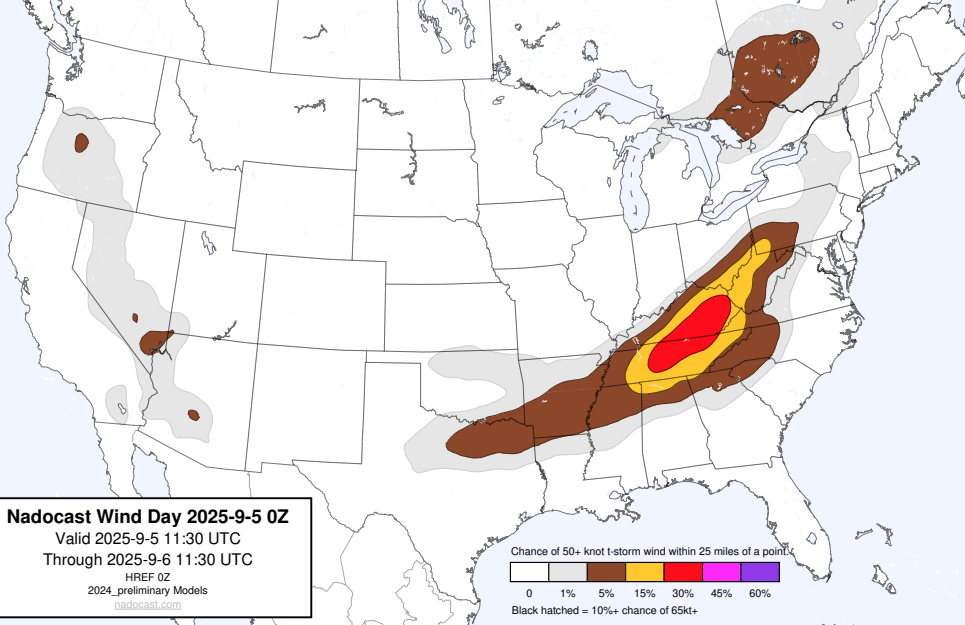 Nadocast Wind Day 2025-9-5 0Z
Valid 2025-9-5 11:30 UTC
Through 2025-9-6 11:30 UTC
HREF 0Z
2024_preliminary Models
nadocast.com
Chance of 50+ knot t-storm wind within 25 miles of a point.
0 1% 5% 15% 30% 45% 60%
Black hatched = 10%+ chance of 65kt+